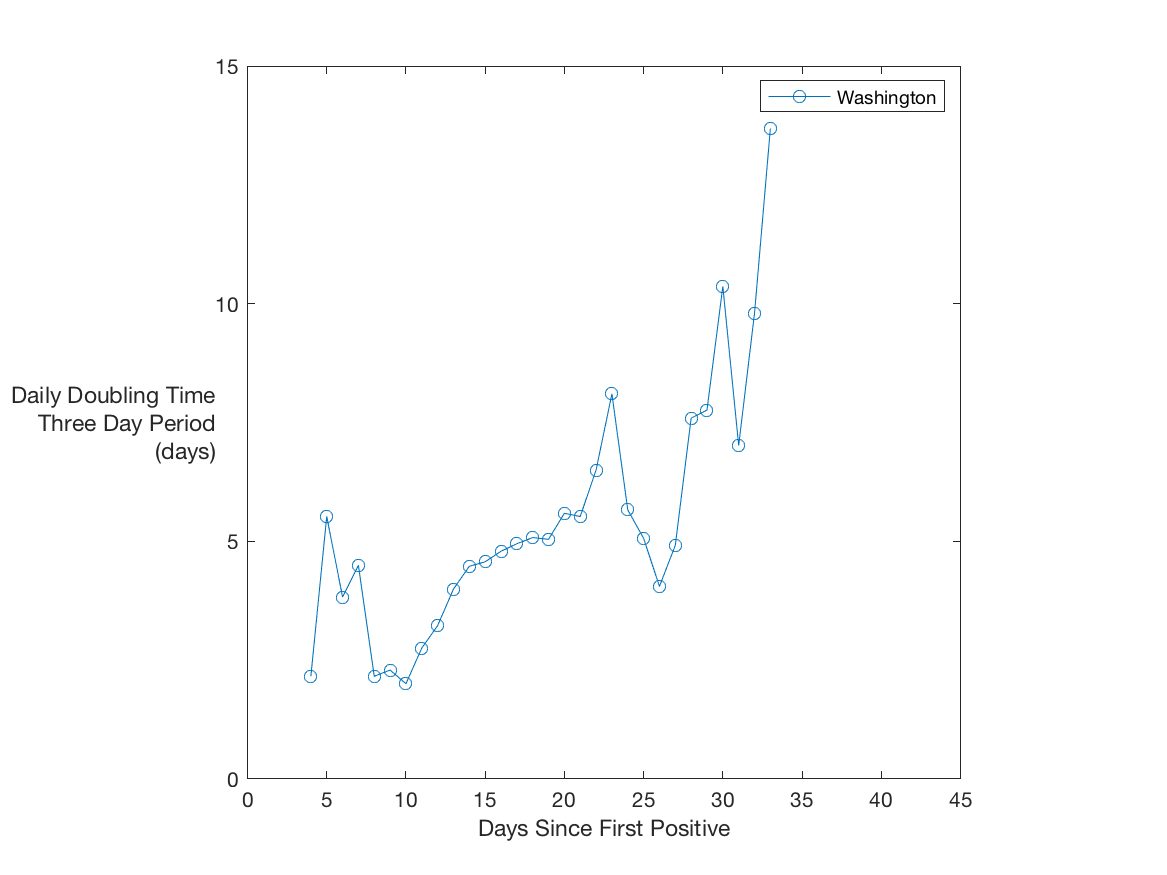 15
Washington
10
Daily Doubling Time
Three Day Period
(days)
5
0
0 5 10 15 20 25 30 35 40 45
Days Since First Positive